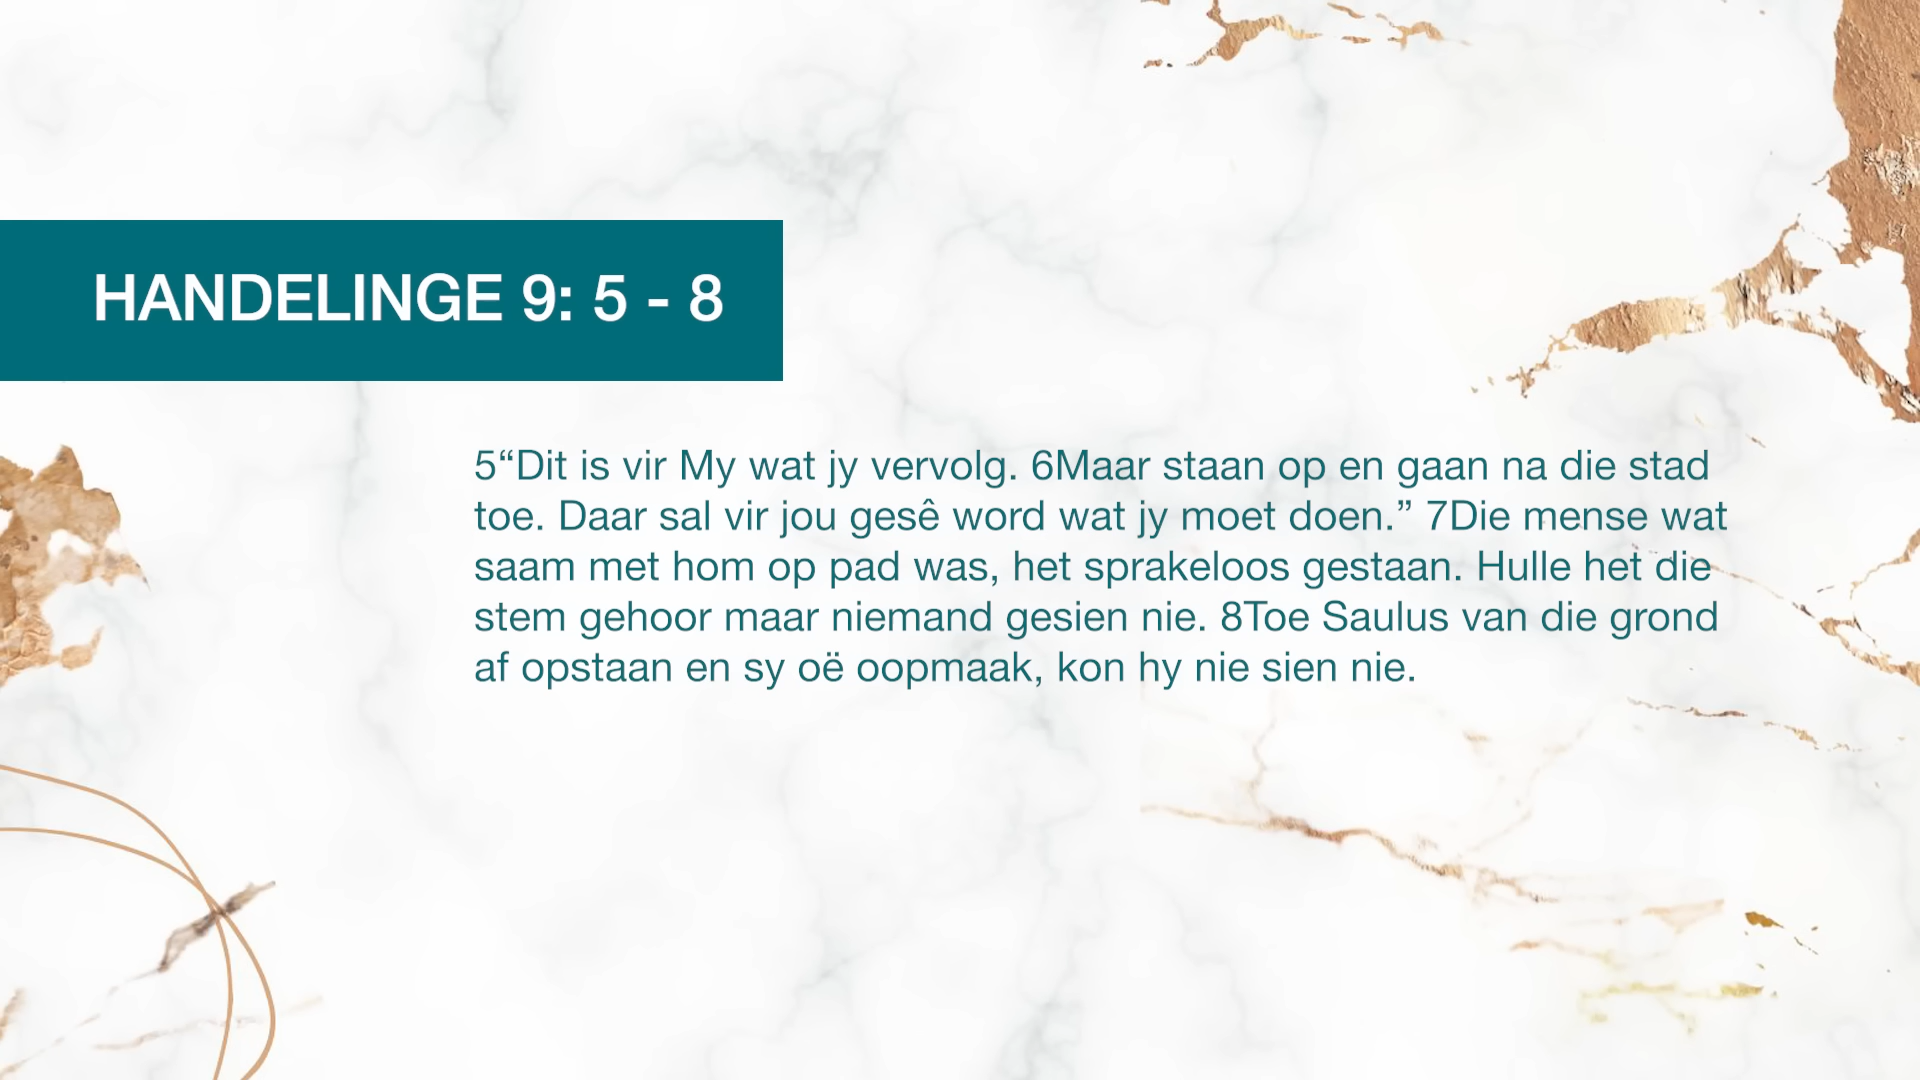 HANDELINGE 9: 5 - 8
5“Dit is vir My wat jy vervolg. 6Maar staan op en gaan na die stad
toe. Daar sal vir jou gesê word wat jy moet doen.” 7Die mense wat
saam met hom op pad was, het sprakeloos gestaan. Hulle het die
stem gehoor maar niemand gesien nie. 8Toe Saulus van die grond
af opstaan en sy oë oopmaak, kon hy nie sien nie.